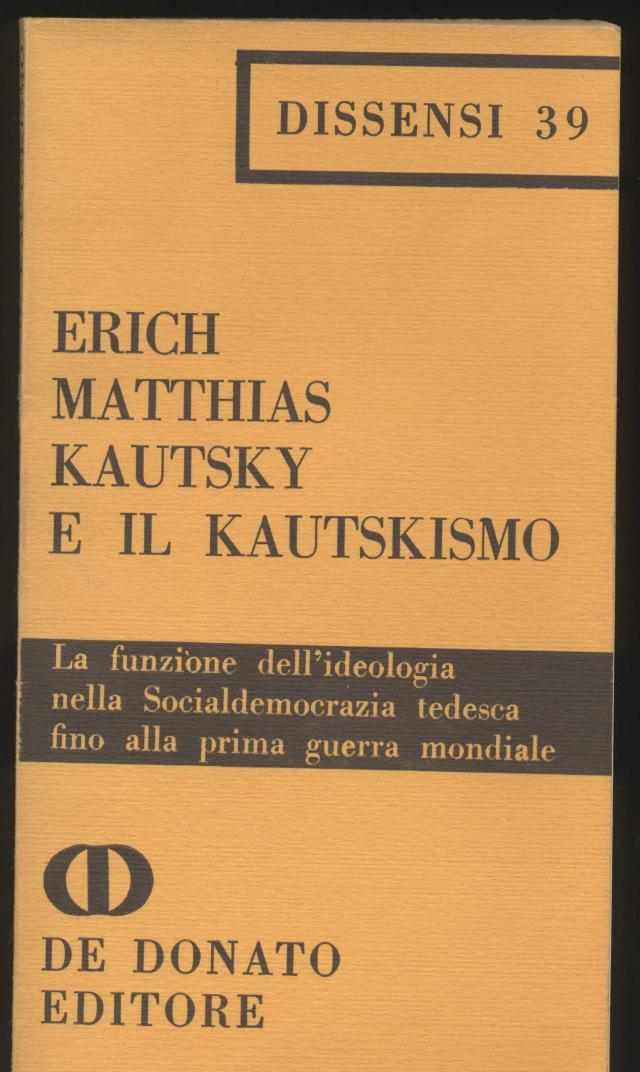 DISSENSI 39
ERICH
MATTHIAS
KAUTSKY
E IL KAUTSKISMO
La funzione dell'ideologia
nella Socialdemocrazia tedesca
fino alla prima guerra mondiale
DE DONATO
EDITORE